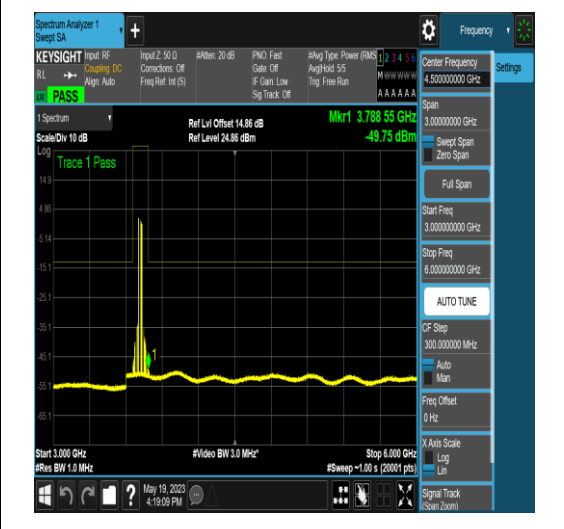 Spectrum Analyzer 1
Swept SA
+
Frequency
KEYSIGHT
RL
PASS
Input: RF
Coupling: DC
Align: Auto
Input Z: 50 Ω
Corrections: Off
Freq Ref: Int (S)
#Atten: 20 dB
PNO: Fast
Gate: Off
IF Gain: Low
Sig Track: Off
#Avg Type: Power (RMS
Avg|Hold: 5/5
Trig: Free Run
1 2 3 4 5 6
M W W W W W
A A A A A A
1 Spectrum
Scale/Div 10 dB
Ref Lvl Offset 14.86 dB
Ref Level 24.86 dBm
Mkr1 3.788 55 GHz
-49.75 dBm
Log
Trace 1 Pass
14.9
4.86
-5.14
-15.1
-25.1
-35.1
-45.1
-55.1
-65.1
1
Start 3.000 GHz
#Res BW 1.0 MHz
#Video BW 3.0 MHz*
Stop 6.000 GHz
#Sweep ~1.00 s (20001 pts)
?
May 19, 2023
4:19:09 PM
Center Frequency
4.500000000 GHz
Settings
Span
3.00000000 GHz
Swept Span
Zero Span
Full Span
Start Freq
3.000000000 GHz
Stop Freq
6.000000000 GHz
AUTO TUNE
CF Step
300.000000 MHz
Auto
Man
Freq Offset
0 Hz
X Axis Scale
Log
Lin
Signal Track
(Span Zoom)